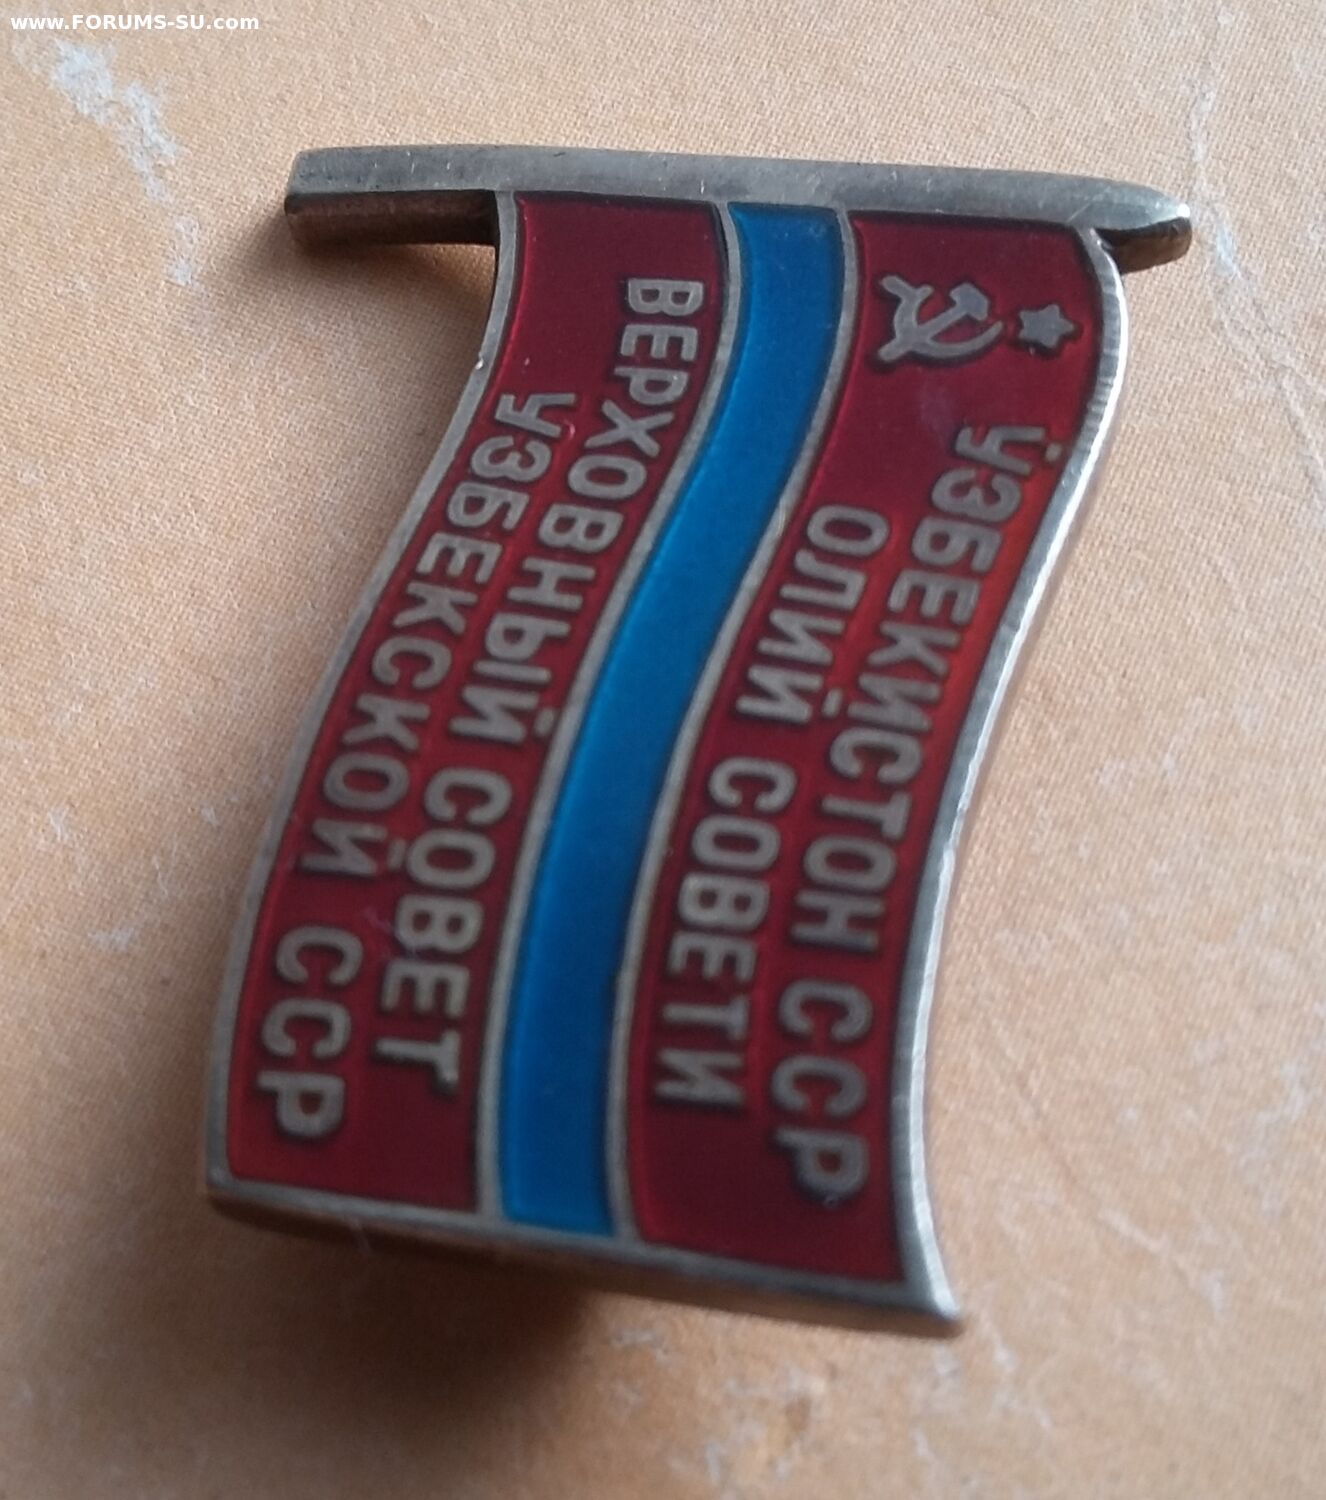 www.FORUMS-SU.com
ЎЗБЕКИСТОН ССР
ОЛИЙ СОВЕТИ
ВЕРХОВНЫЙ СОВЕТ
УЗБЕКСКОЙ ССР